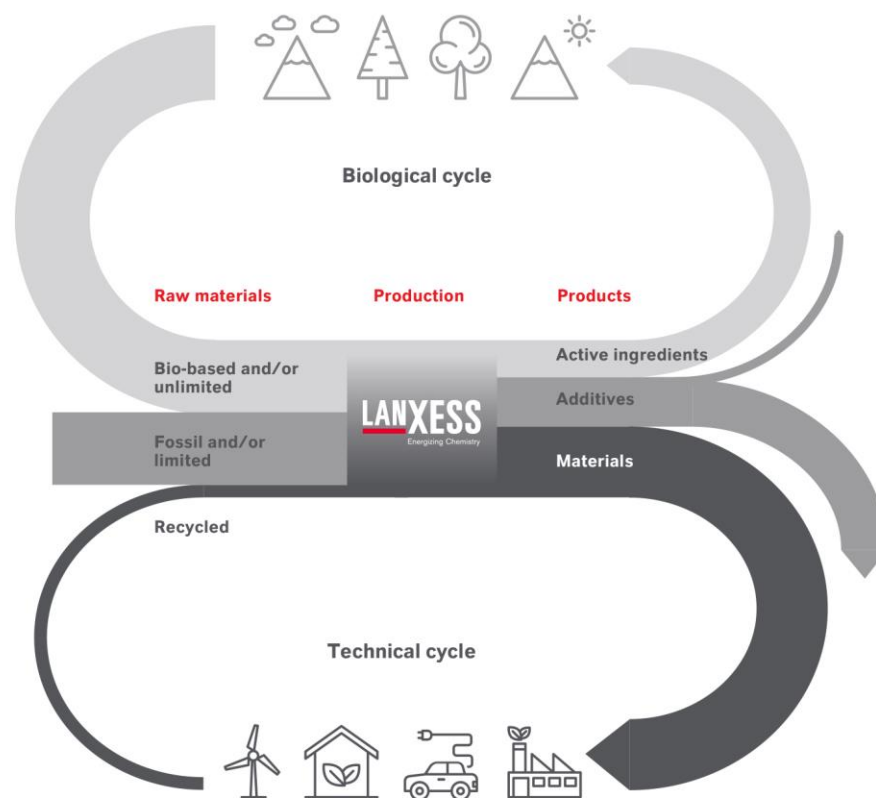 Biological cycle
Raw materials
Production
Products
Bio-based and/or
unlimited
Active ingredients
Additives
LANXESS
Energizing Chemistry
Fossil and/or
limited
Materials
Recycled
Technical cycle